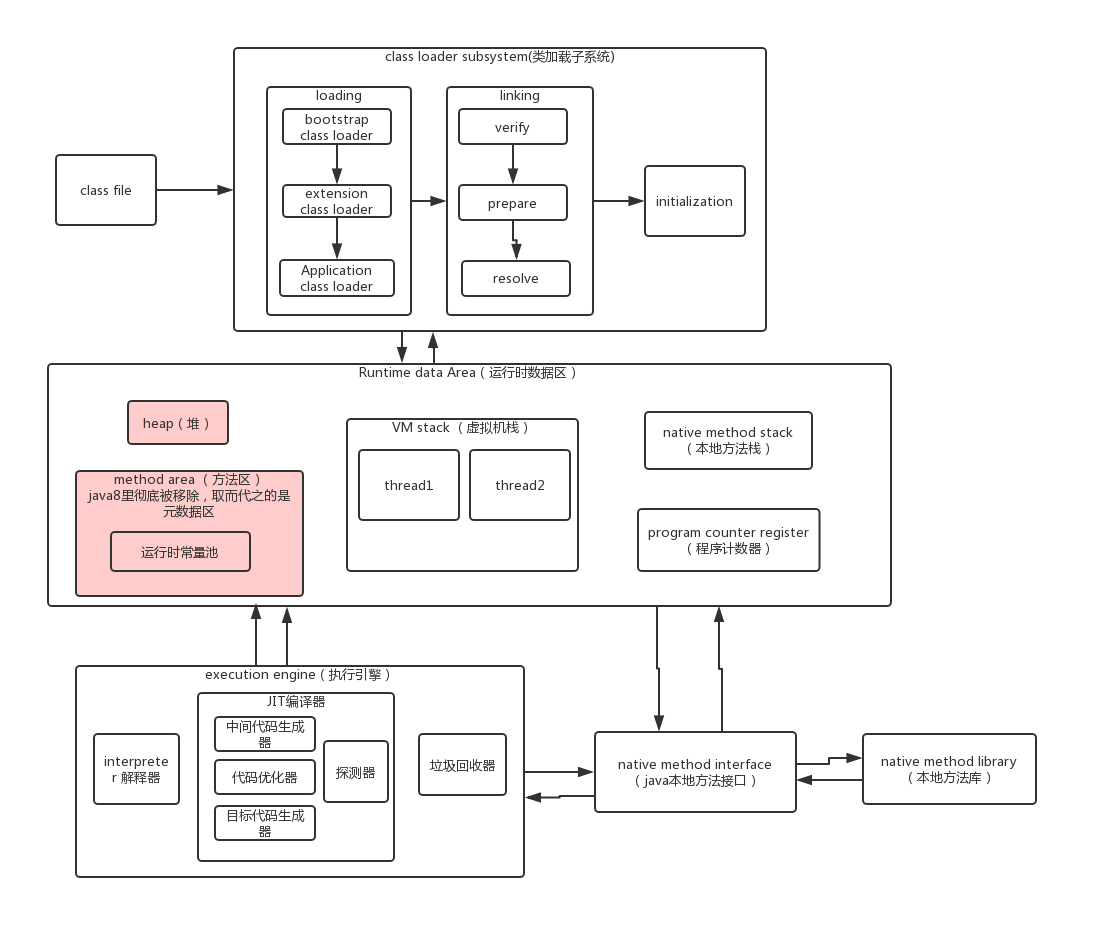 class loader subsystem(类加载子系统)
loading
bootstrap
class loader
extension
class loader
Application
class loader
linking
verify
prepare
resolve
class file
initialization
Runtime data Area（运行时数据区）
heap（堆）
method area （方法区）
java8里彻底被移除，取而代之的是
元数据区
运行时常量池
VM stack （虚拟机栈）
thread1
thread2
native method stack
（本地方法栈）
program counter register
（程序计数器）
execution engine（执行引擎）
interprete
r 解释器
JIT编译器
中间代码生成
器
代码优化器
目标代码生成
器
探测器
垃圾回收器
native method interface
（java本地方法接口）
native method library
（本地方法库）